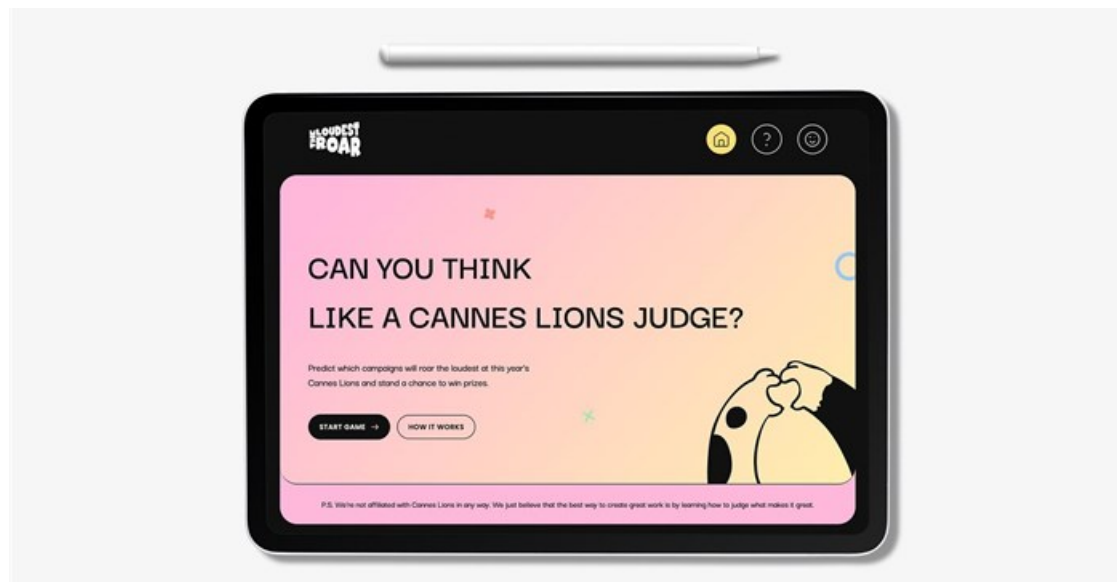 THE LOUDEST
ROAR
CAN YOU THINK
LIKE A CANNES LIONS JUDGE?
Predict which campaigns will roar the loudest at this year's
Cannes Lions and stand a chance to win prizes.
START GAME →
HOW IT WORKS
P.S. We're not affiliated with Cannes Lions in any way. We just believe that the best way to create great work is by learning how to judge what makes it great.